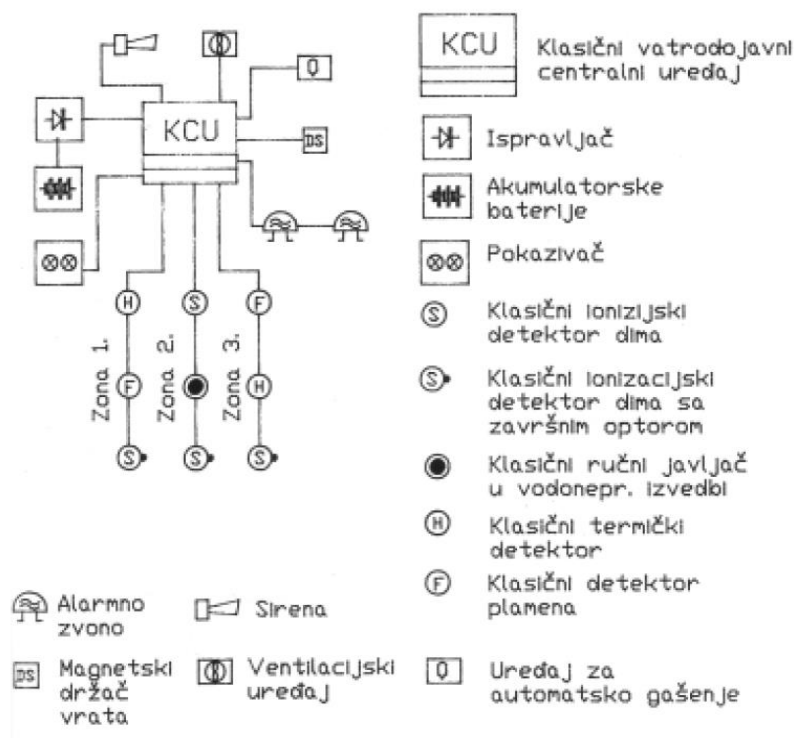 KCU
Q
DS
H
S
F
Zona 1.
Zona 2.
Zona 3.
F
H
S
S
S
KCU
Klasični vatrodojavni
centralni uređaj
Ispravljač
Akumulatorske
baterije
Pokazivač
S
Klasični ionizijski
detektor dima
S
Klasični ionizacijski
detektor dima sa
završnim optorom
Klasični ručni javljač
u vodonepr. izvedbi
H
Klasični termički
detektor
F
Klasični detektor
plamena
Alarmno
zvono
Sirena
DS
Magnetski
držač
vrata
Ventilacijski
uređaj
Q
Uređaj za
automatsko gašenje